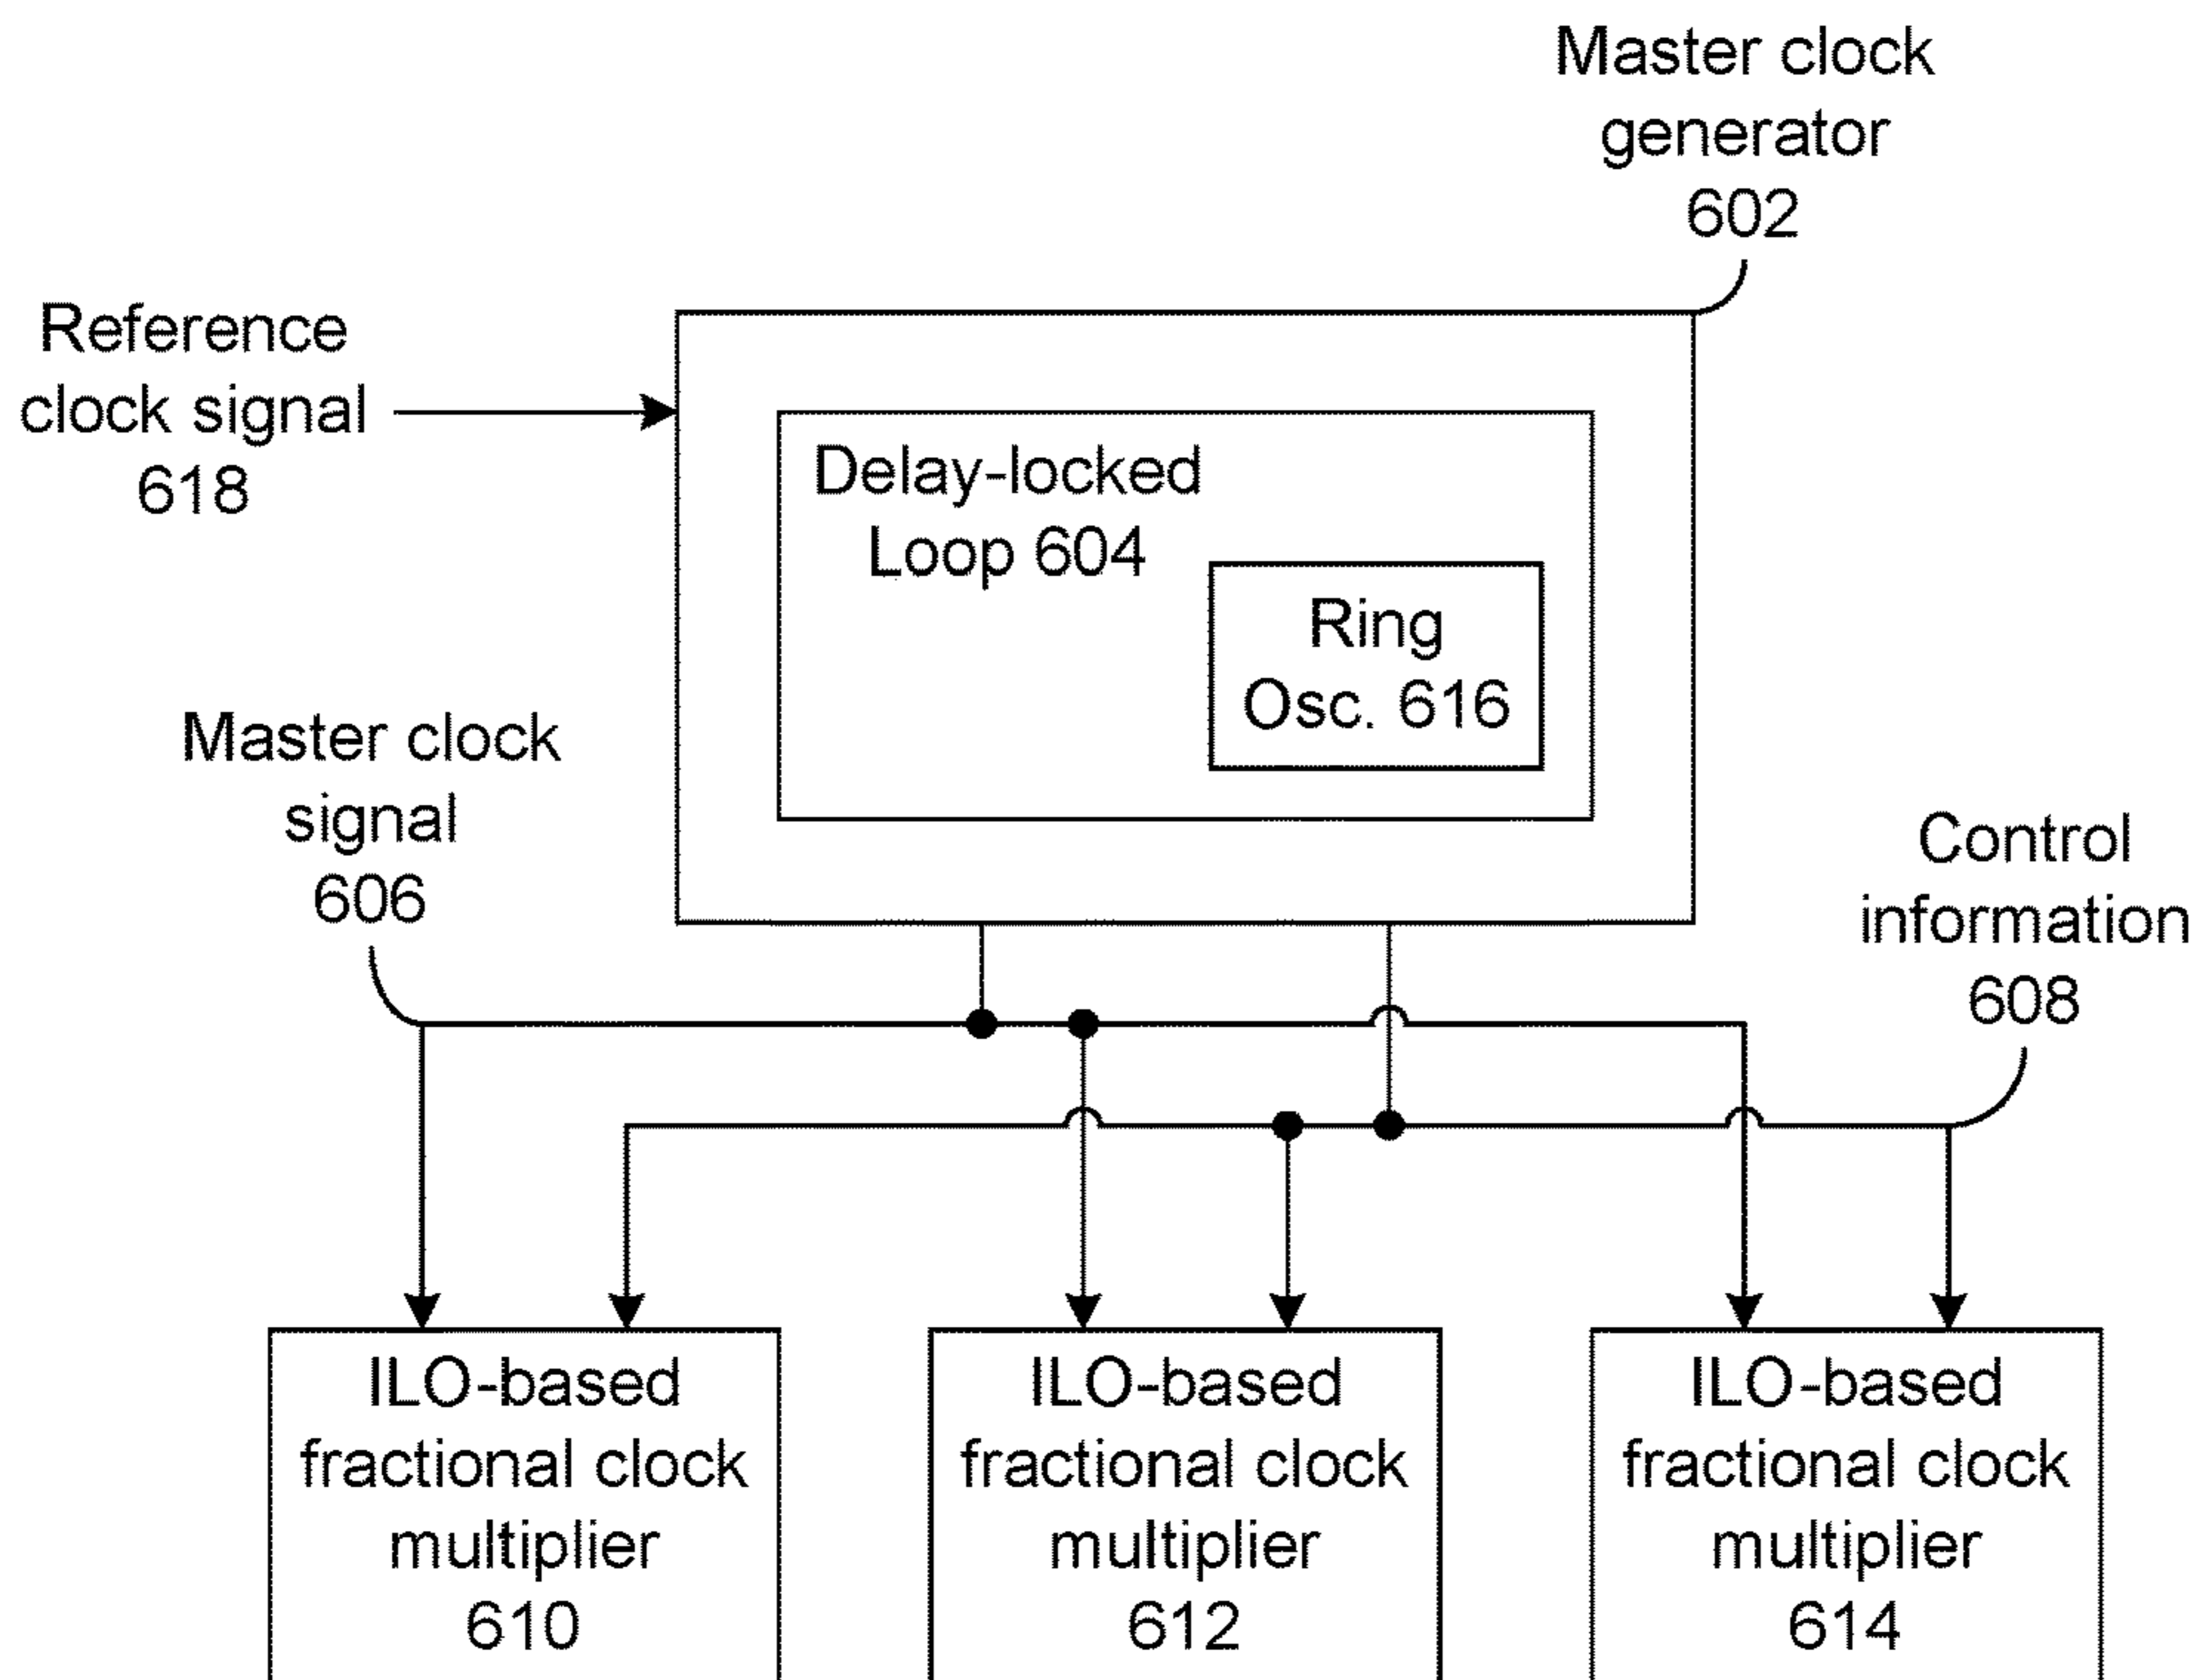 Master clock
generator
602
Reference
clock signal
618
Delay-locked
Loop 604
Ring
Osc. 616
Master clock
signal
606
Control
information
608
ILO-based
fractional clock
multiplier
610
ILO-based
fractional clock
multiplier
612
ILO-based
fractional clock
multiplier
614